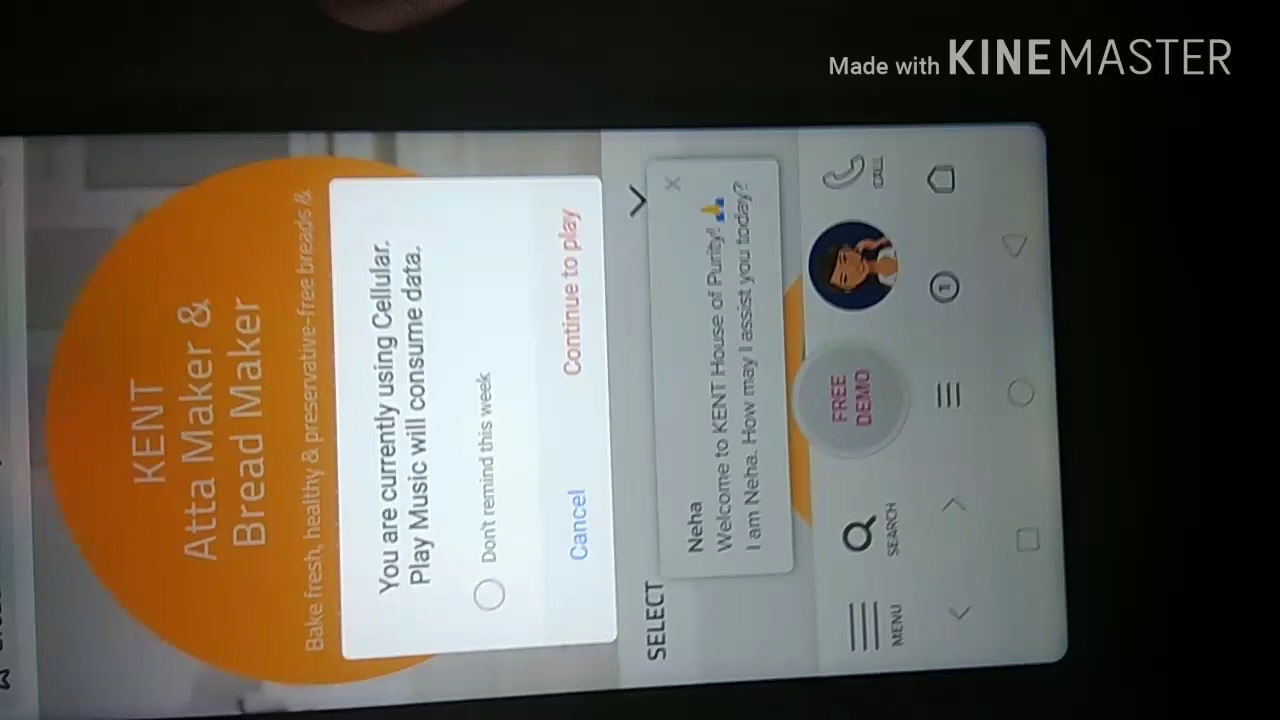 Made with KINEMASTER
KENT
Atta Maker &
Bread Maker
Bake fresh, healthy & preservative-free breads &
You are currently using Cellular.
Play Music will consume data.
Don't remind this week
Cancel
Continue to play
SELECT
Neha
Welcome to KENT House of Purity! 🙏
I am Neha. How may I assist you today?
MENU
SEARCH
FREE
DEMO
CALL
1